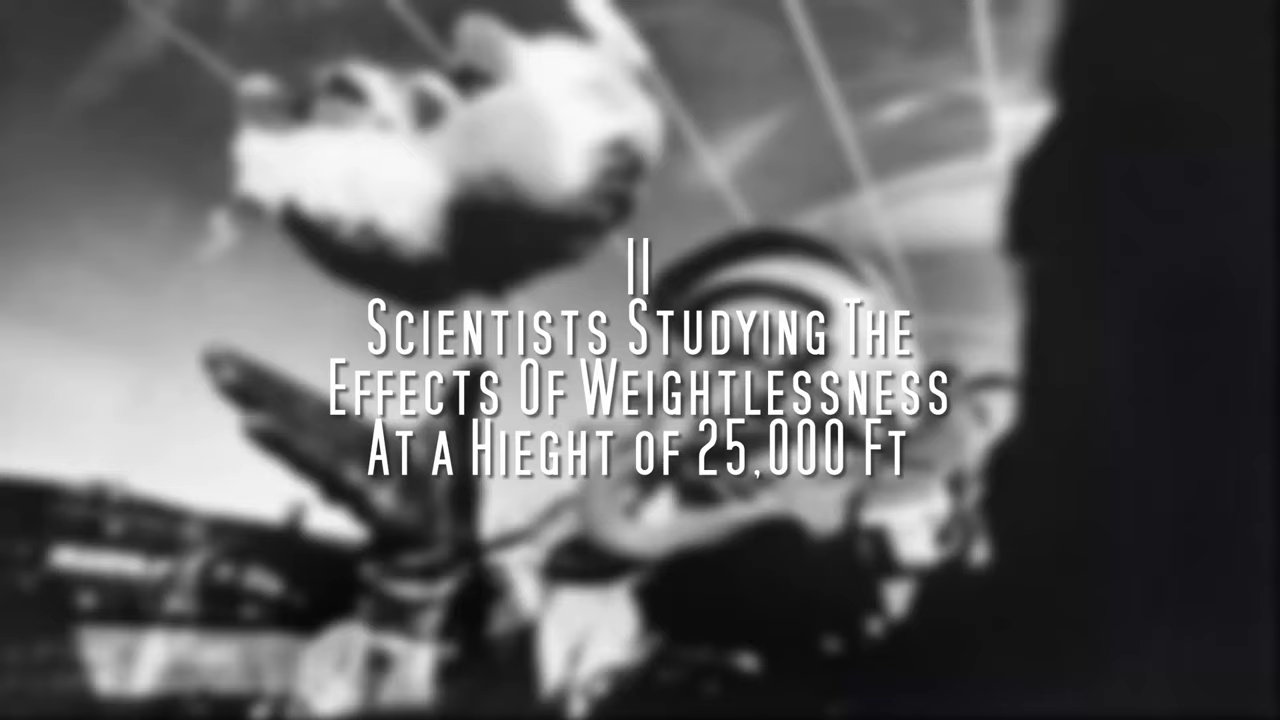 II
Scientists Studying The
Effects Of Weightlessness
At a Hieght of 25,000 Ft